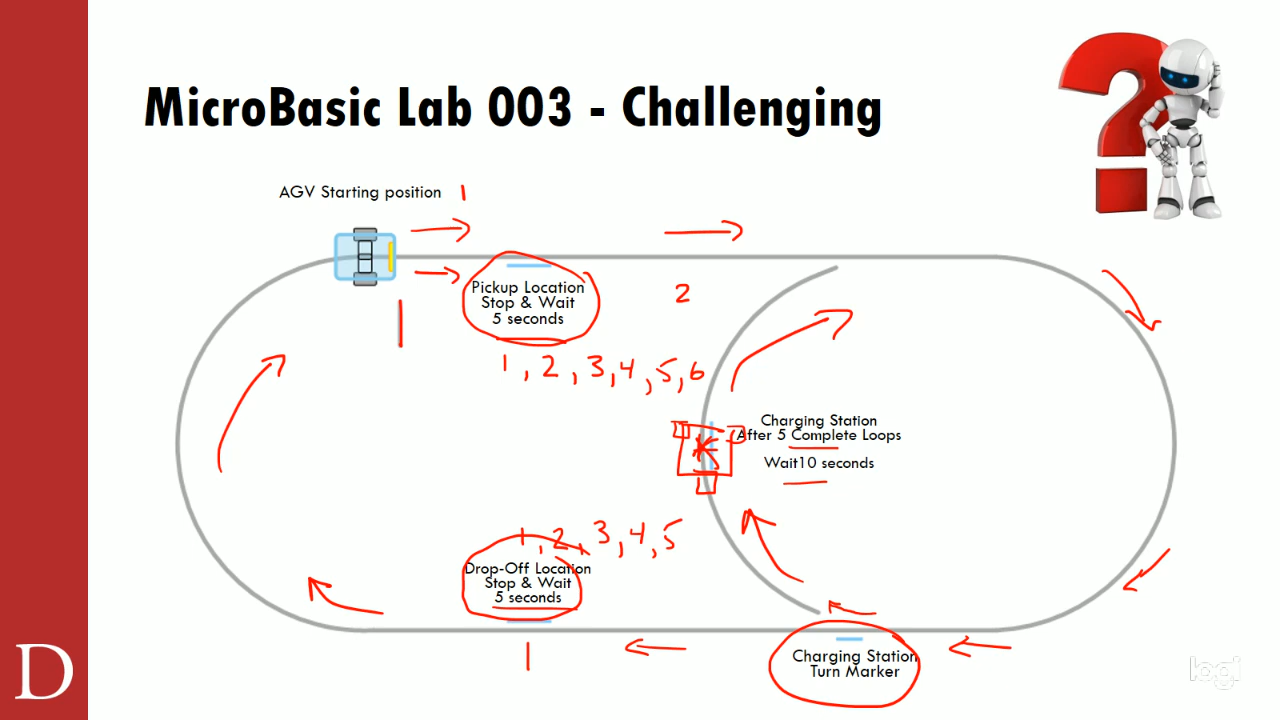 MicroBasic Lab 003 - Challenging
AGV Starting position
1
Pickup Location
Stop & Wait
5 seconds
2
1, 2, 3, 4, 5, 6
Charging Station
After 5 Complete Loops
Wait10 seconds
1, 2, 3, 4, 5
Drop-Off Location
Stop & Wait
5 seconds
1
Charging Station
Turn Marker
D
logi